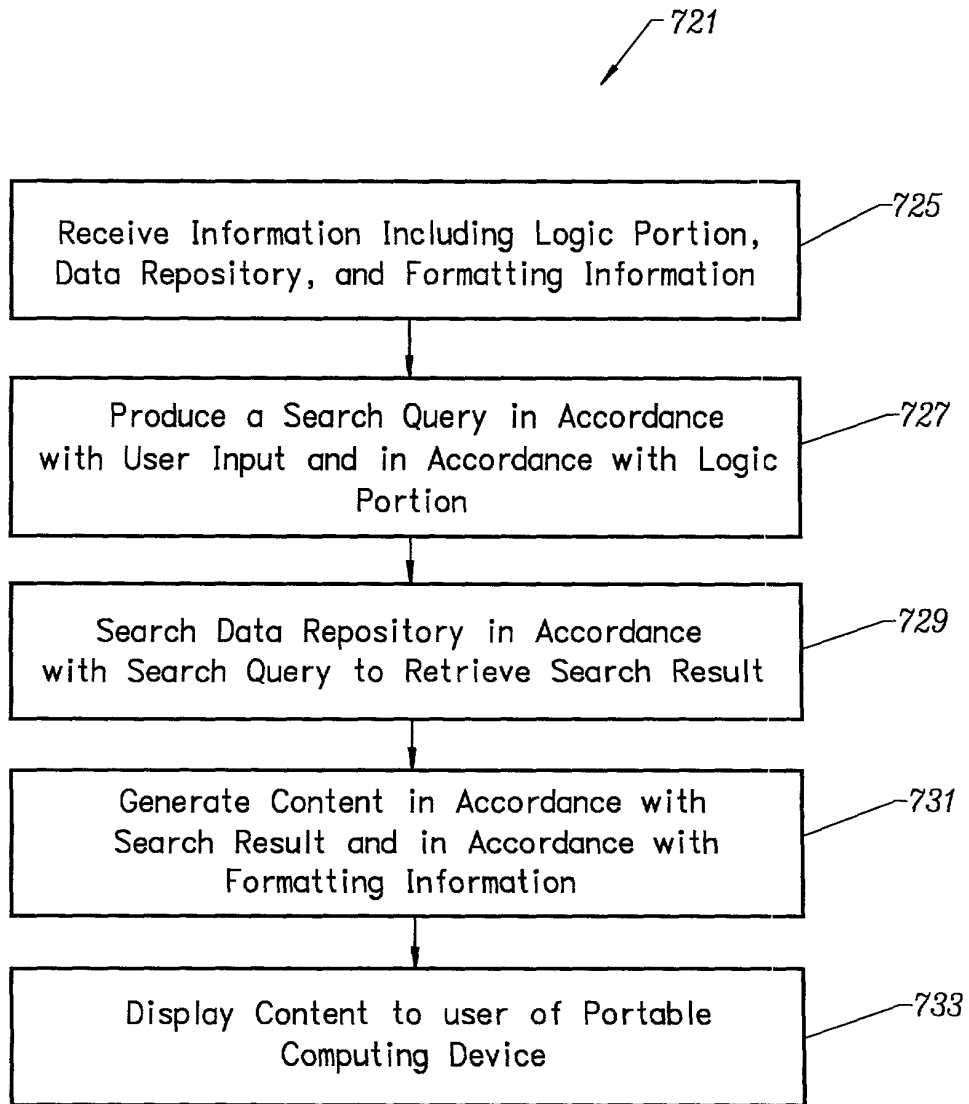 721
Receive Information Including Logic Portion,
Data Repository, and Formatting Information
725
Produce a Search Query in Accordance
with User Input and in Accordance with Logic
Portion
727
Search Data Repository in Accordance
with Search Query to Retrieve Search Result
729
Generate Content in Accordance with
Search Result and in Accordance with
Formatting Information
731
Display Content to user of Portable
Computing Device
733